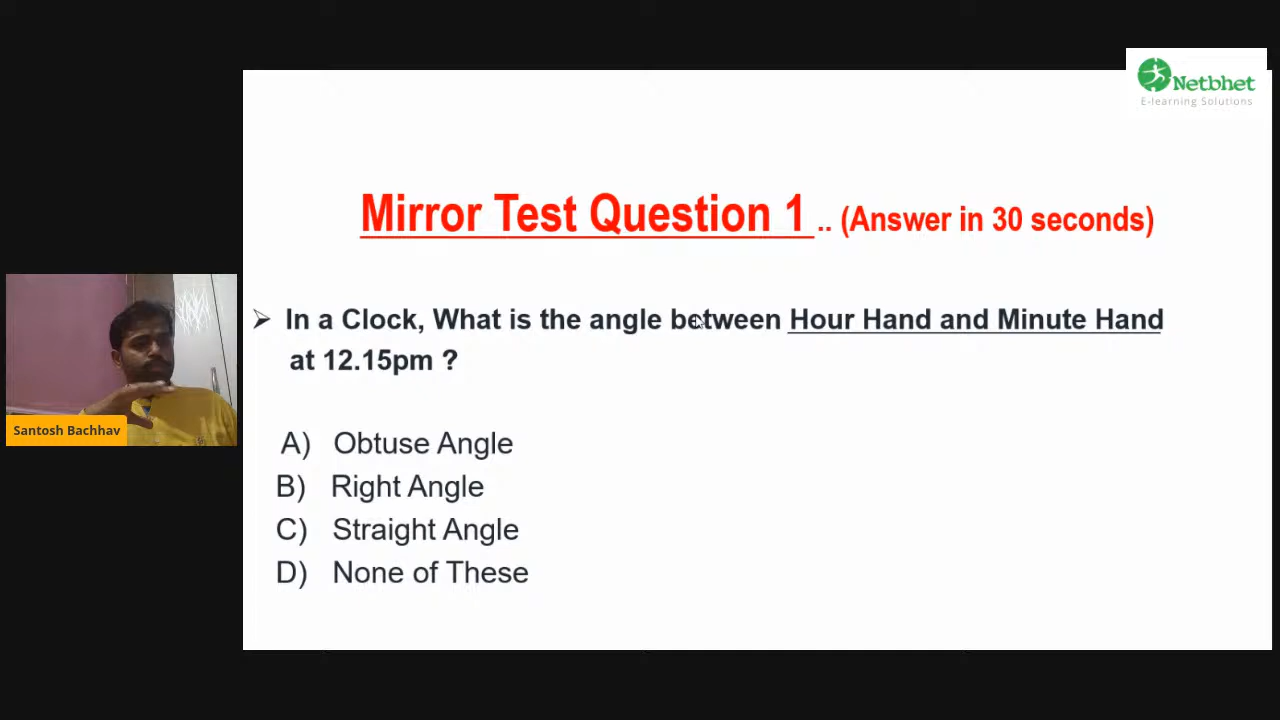 Netbhet
E-learning Solutions
Mirror Test Question 1 .. (Answer in 30 seconds)
➢ In a Clock, What is the angle between Hour Hand and Minute Hand
at 12.15pm ?
Santosh Bachhav
A) Obtuse Angle
B) Right Angle
C) Straight Angle
D) None of These